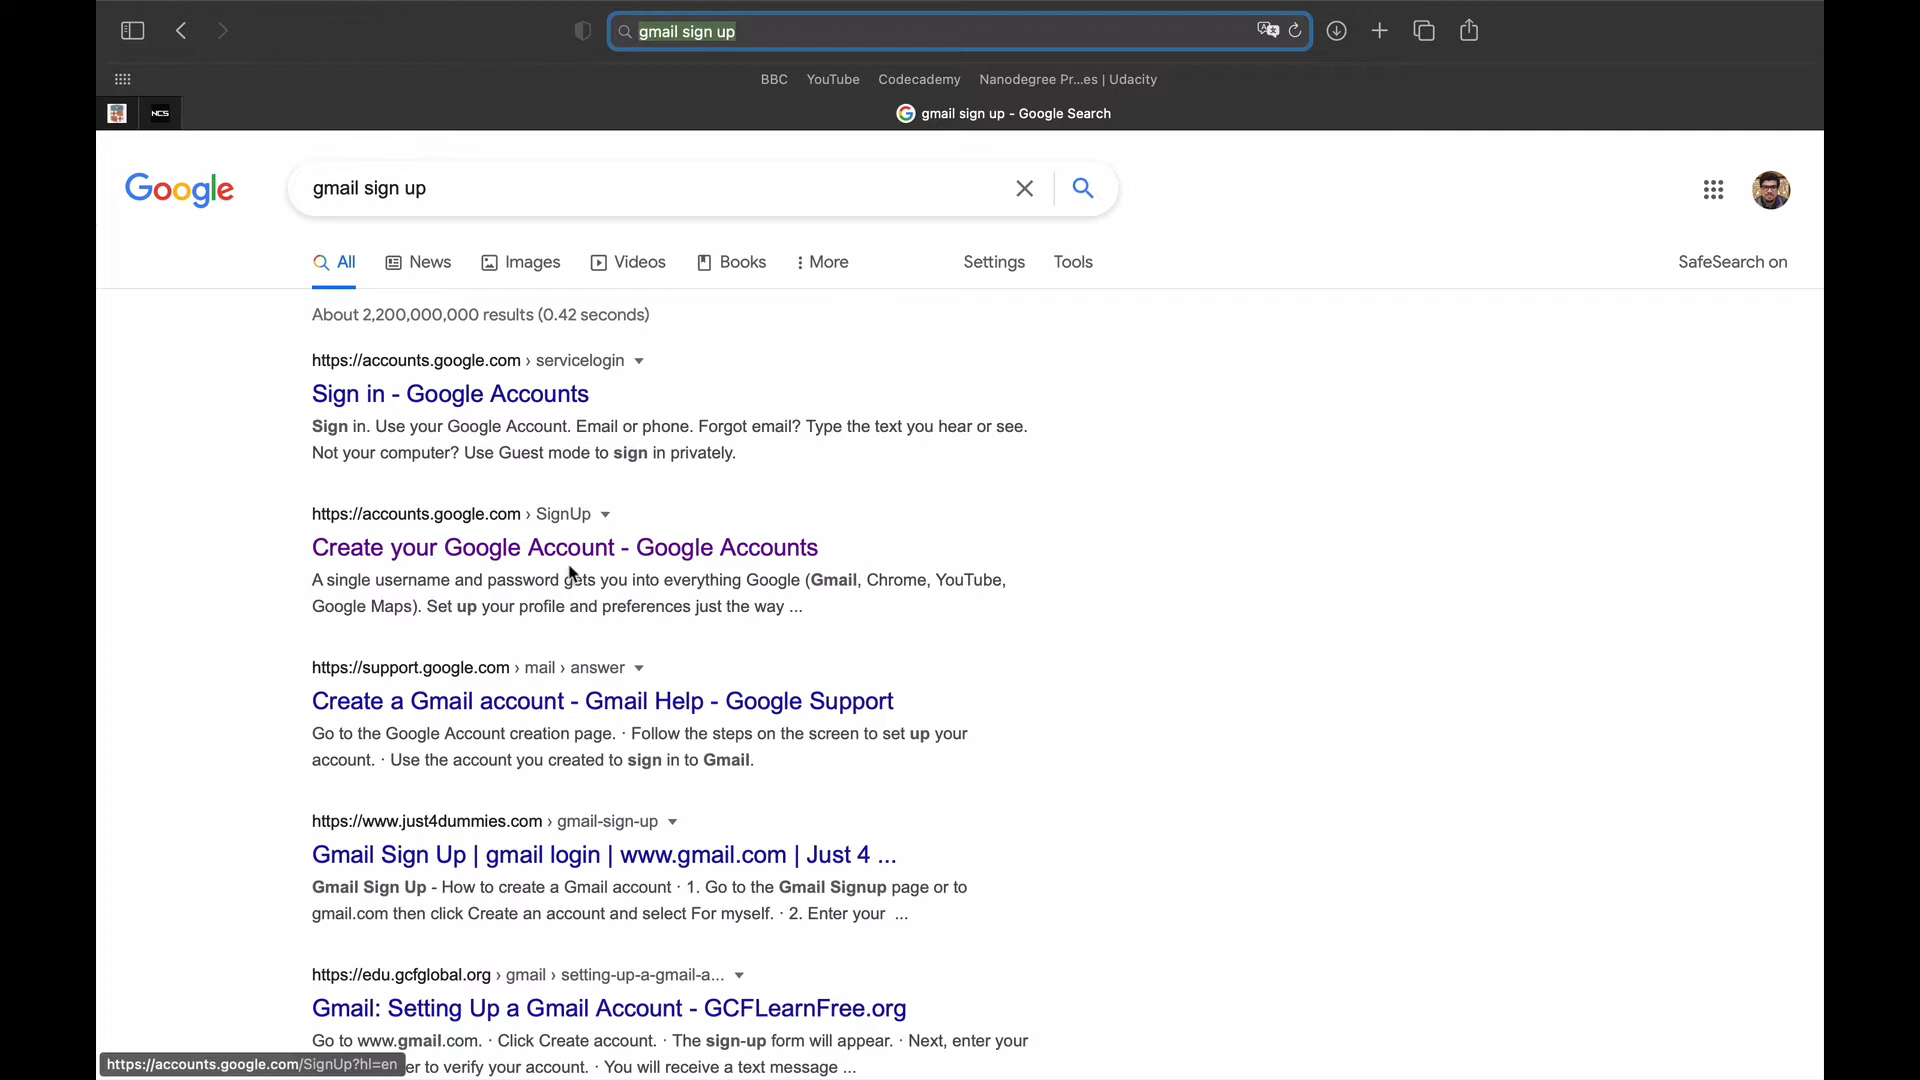 gmail sign up
BBC YouTube Codecademy Nanodegree Pr...es | Udacity
NCS gmail sign up - Google Search
Google gmail sign up
All News Images Videos Books More Settings Tools SafeSearch on
About 2,200,000,000 results (0.42 seconds)
https://accounts.google.com › servicelogin
Sign in - Google Accounts
Sign in. Use your Google Account. Email or phone. Forgot email? Type the text you hear or see.
Not your computer? Use Guest mode to sign in privately.
https://accounts.google.com › SignUp
Create your Google Account - Google Accounts
A single username and password gets you into everything Google (Gmail, Chrome, YouTube,
Google Maps). Set up your profile and preferences just the way ...
https://support.google.com › mail › answer
Create a Gmail account - Gmail Help - Google Support
Go to the Google Account creation page. · Follow the steps on the screen to set up your
account. · Use the account you created to sign in to Gmail.
https://www.just4dummies.com › gmail-sign-up
Gmail Sign Up | gmail login | www.gmail.com | Just 4 ...
Gmail Sign Up - How to create a Gmail account · 1. Go to the Gmail Signup page or to
gmail.com then click Create an account and select For myself. · 2. Enter your ...
https://edu.gcfglobal.org › gmail › setting-up-a-gmail-a...
Gmail: Setting Up a Gmail Account - GCFLearnFree.org
Go to www.gmail.com. · Click Create account. · The sign-up form will appear. · Next, enter your
https://accounts.google.com/SignUp?hl=en er to verify your account. · You will receive a text message ...